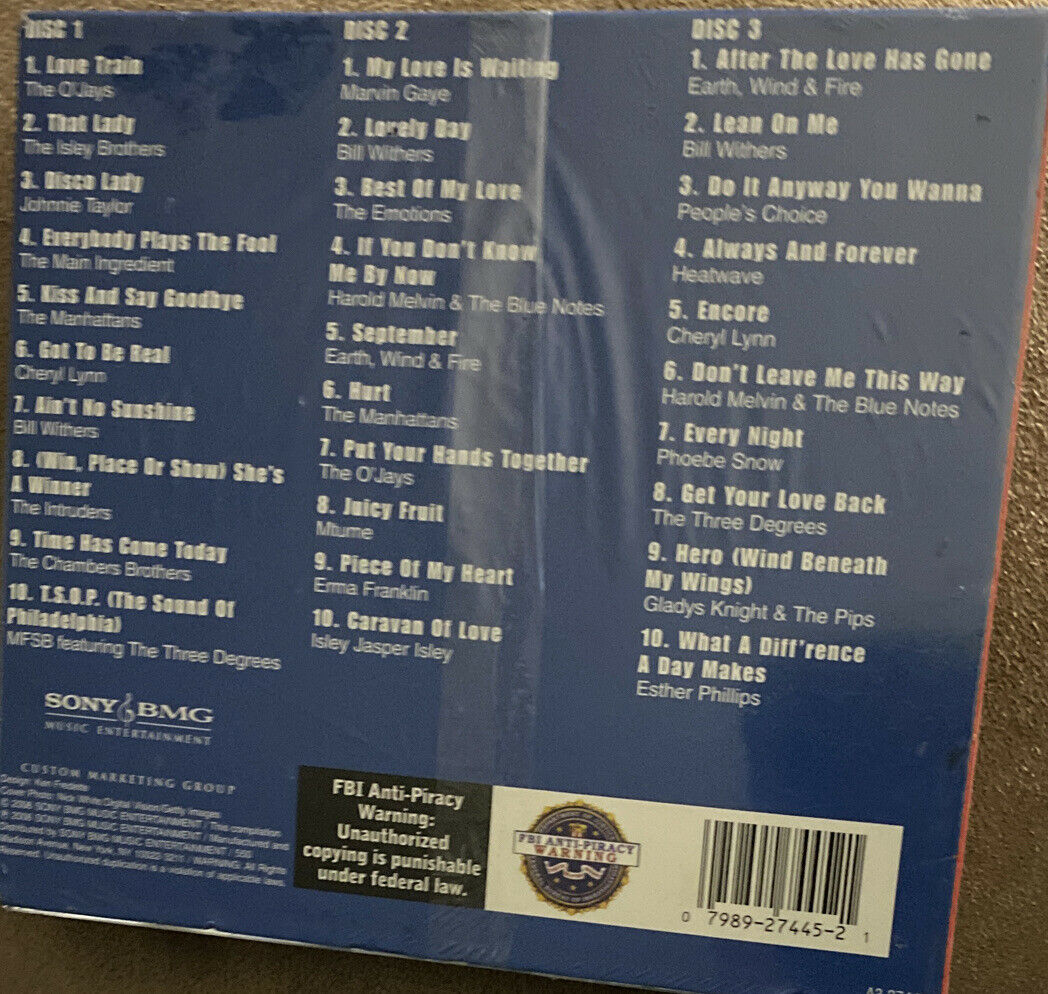 DISC 1
1. Love Train
The O'Jays
2. That Lady
The Isley Brothers
3. Disco Lady
Johnnie Taylor
4. Everybody Plays The Fool
The Main Ingredient
5. Kiss And Say Goodbye
The Manhattans
6. Got To Be Real
Cheryl Lynn
7. Ain't No Sunshine
Bill Withers
8. (Win, Place Or Show) She's
A Winner
The Intruders
9. Time Has Come Today
The Chambers Brothers
10. T.S.O.P. (The Sound Of
Philadelphia)
MFSB featuring The Three Degrees
DISC 2
1. My Love Is Waiting
Marvin Gaye
2. Lovely Day
Bill Withers
3. Best Of My Love
The Emotions
4. If You Don't Know
Me By Now
Harold Melvin & The Blue Notes
5. September
Earth, Wind & Fire
6. Hurt
The Manhattans
7. Put Your Hands Together
The O'Jays
8. Juicy Fruit
Mtume
9. Piece Of My Heart
Erma Franklin
10. Caravan Of Love
Isley Jasper Isley
DISC 3
1. After The Love Has Gone
Earth, Wind & Fire
2. Lean On Me
Bill Withers
3. Do It Anyway You Wanna
People's Choice
4. Always And Forever
Heatwave
5. Encore
Cheryl Lynn
6. Don't Leave Me This Way
Harold Melvin & The Blue Notes
7. Every Night
Phoebe Snow
8. Get Your Love Back
The Three Degrees
9. Hero (Wind Beneath
My Wings)
Gladys Knight & The Pips
10. What A Diff'rence
A Day Makes
Esther Phillips
SONY BMG
MUSIC ENTERTAINMENT
CUSTOM MARKETING GROUP
FBI Anti-Piracy
Warning:
Unauthorized
copying is punishable
under federal law.
FBI ANTI-PIRACY
WARNING
0 7989-27445-2 1